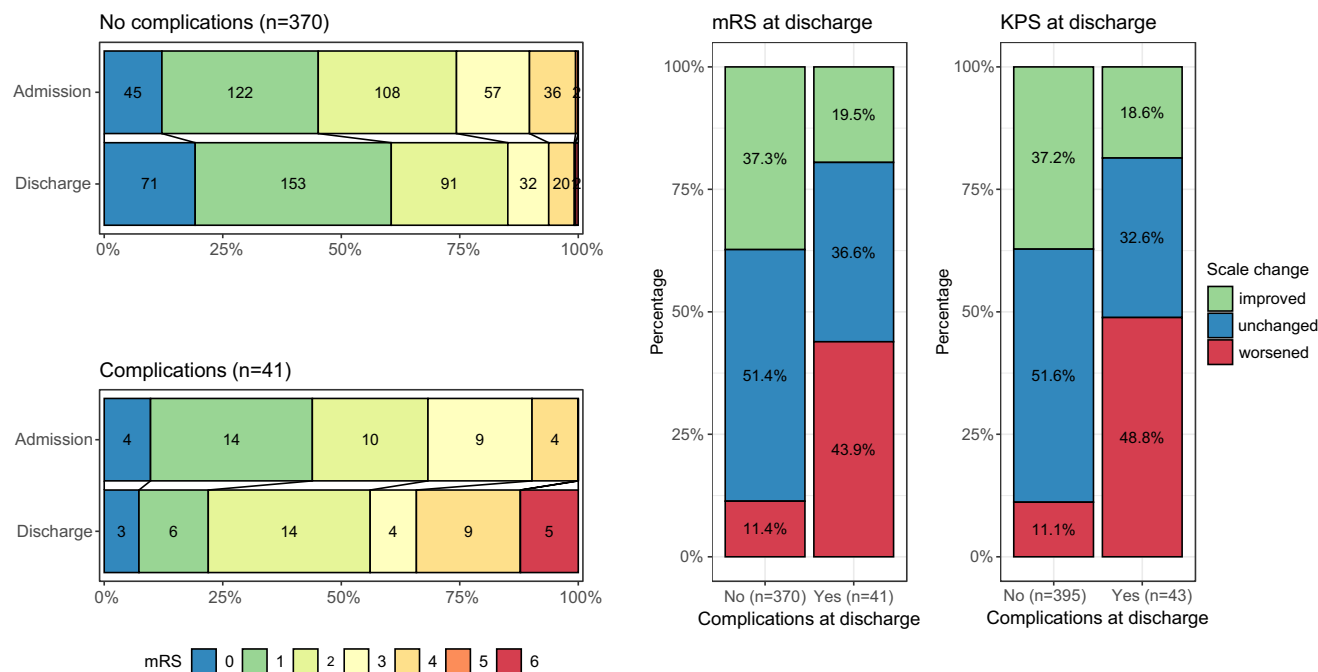 No complications (n=370)
Admission
45 122 108 57 36 2
Discharge
71 153 91 32 20 1 2
0% 25% 50% 75% 100%
Complications (n=41)
Admission
4 14 10 9 4
Discharge
3 6 14 4 9 5
0% 25% 50% 75% 100%
mRS 0 1 2 3 4 5 6
mRS at discharge
Percentage
100%
75%
50%
25%
0%
37.3%
51.4%
11.4%
19.5%
36.6%
43.9%
No (n=370) Yes (n=41)
Complications at discharge
KPS at discharge
Percentage
100%
75%
50%
25%
0%
37.2%
51.6%
11.1%
18.6%
32.6%
48.8%
No (n=395) Yes (n=43)
Complications at discharge
Scale change
improved
unchanged
worsened